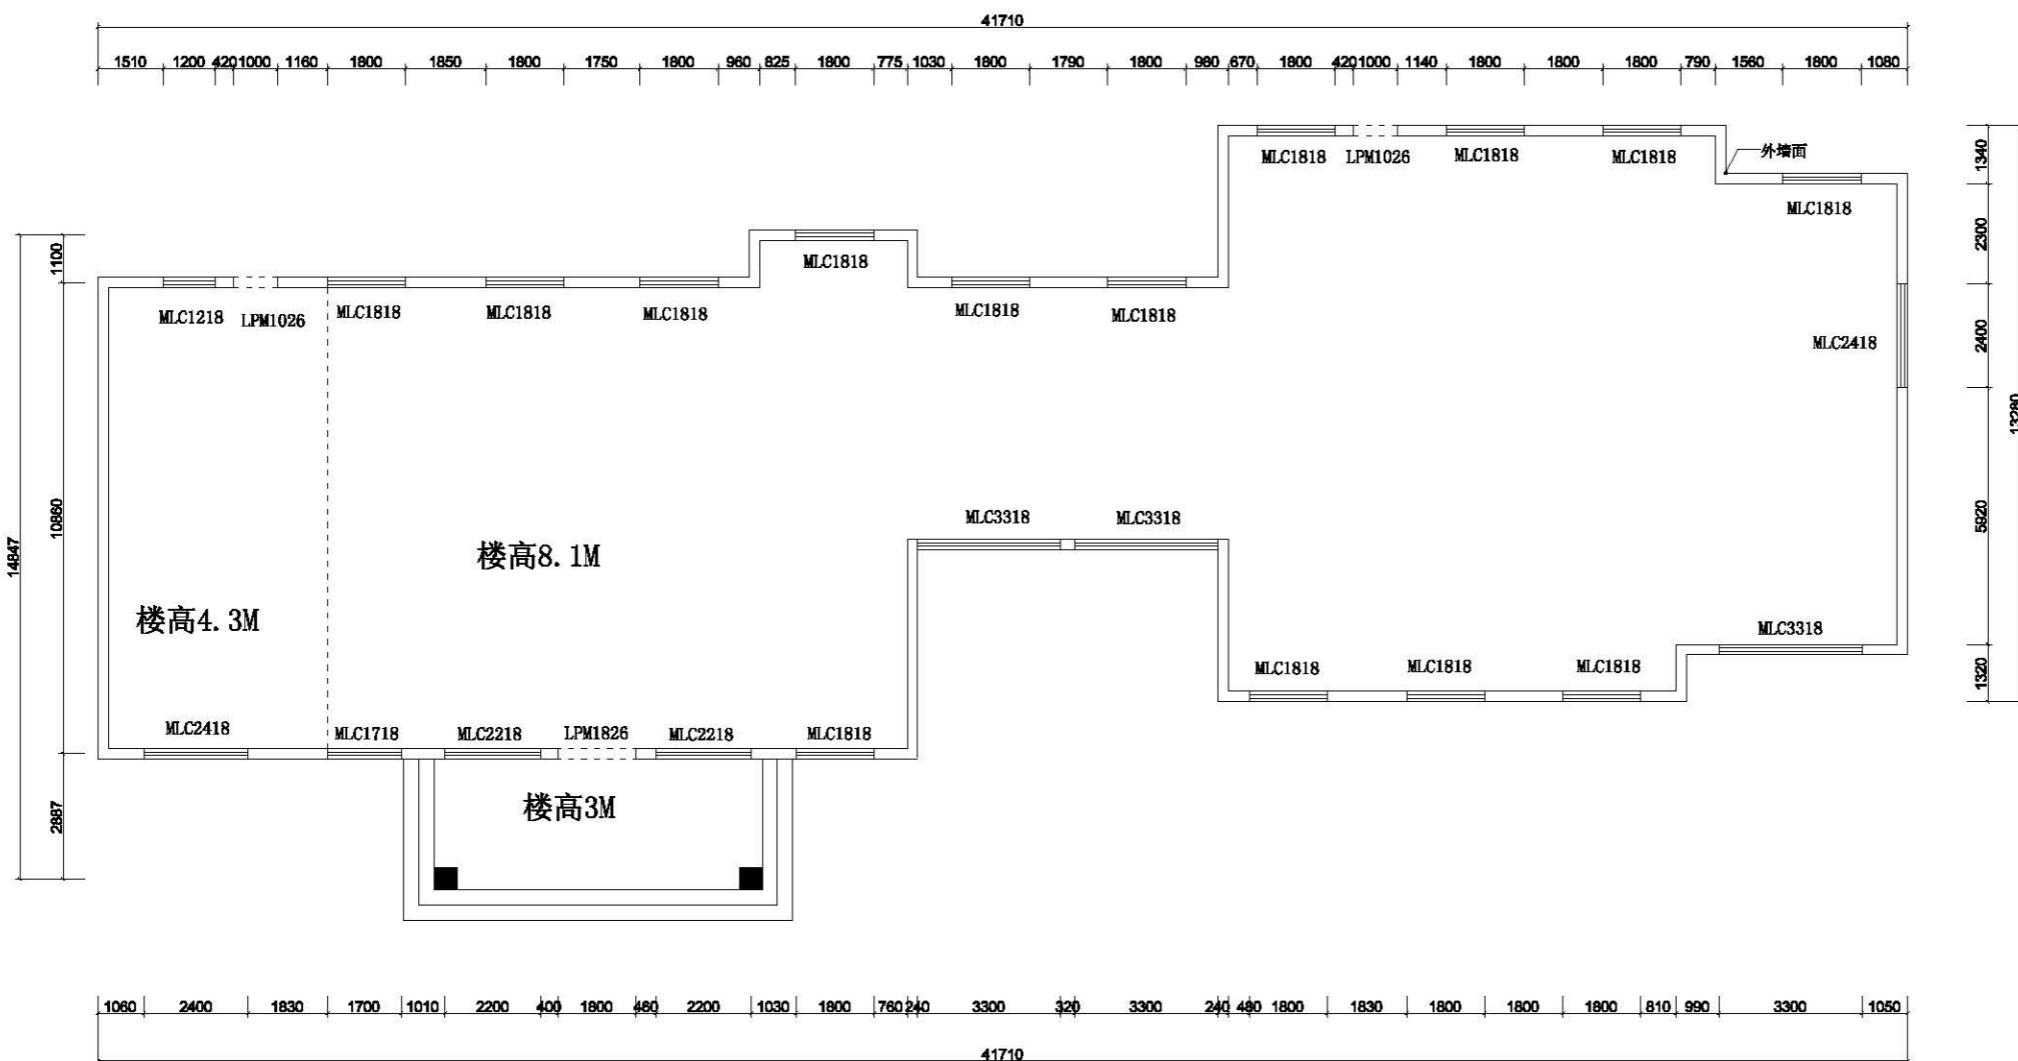 41710
1510 1200 420 1000 1160 1800 1850 1800 1750 1800 960 825 1800 775 1030 1800 1790 1800 980 670 1800 420 1000 1140 1800 1800 1800 790 1560 1800 1080
MLC1818 LPM1026 MLC1818 MLC1818
外墙面
1340
MLC1818
2300
1100
MLC1818
MLC1218 LPM1026 MLC1818 MLC1818 MLC1818 MLC1818 MLC1818
MLC2418
2400
13280
14847
10860
5920
MLC3318 MLC3318
楼高8.1M
楼高4.3M
MLC3318
MLC1818 MLC1818 MLC1818
1320
MLC2418 MLC1718 MLC2218 LPM1826 MLC2218 MLC1818
楼高3M
2887
1060 2400 1830 1700 1010 2200 400 1800 460 2200 1030 1800 760 240 3300 320 3300 240 480 1800 1830 1800 1800 1800 810 990 3300 1050
41710